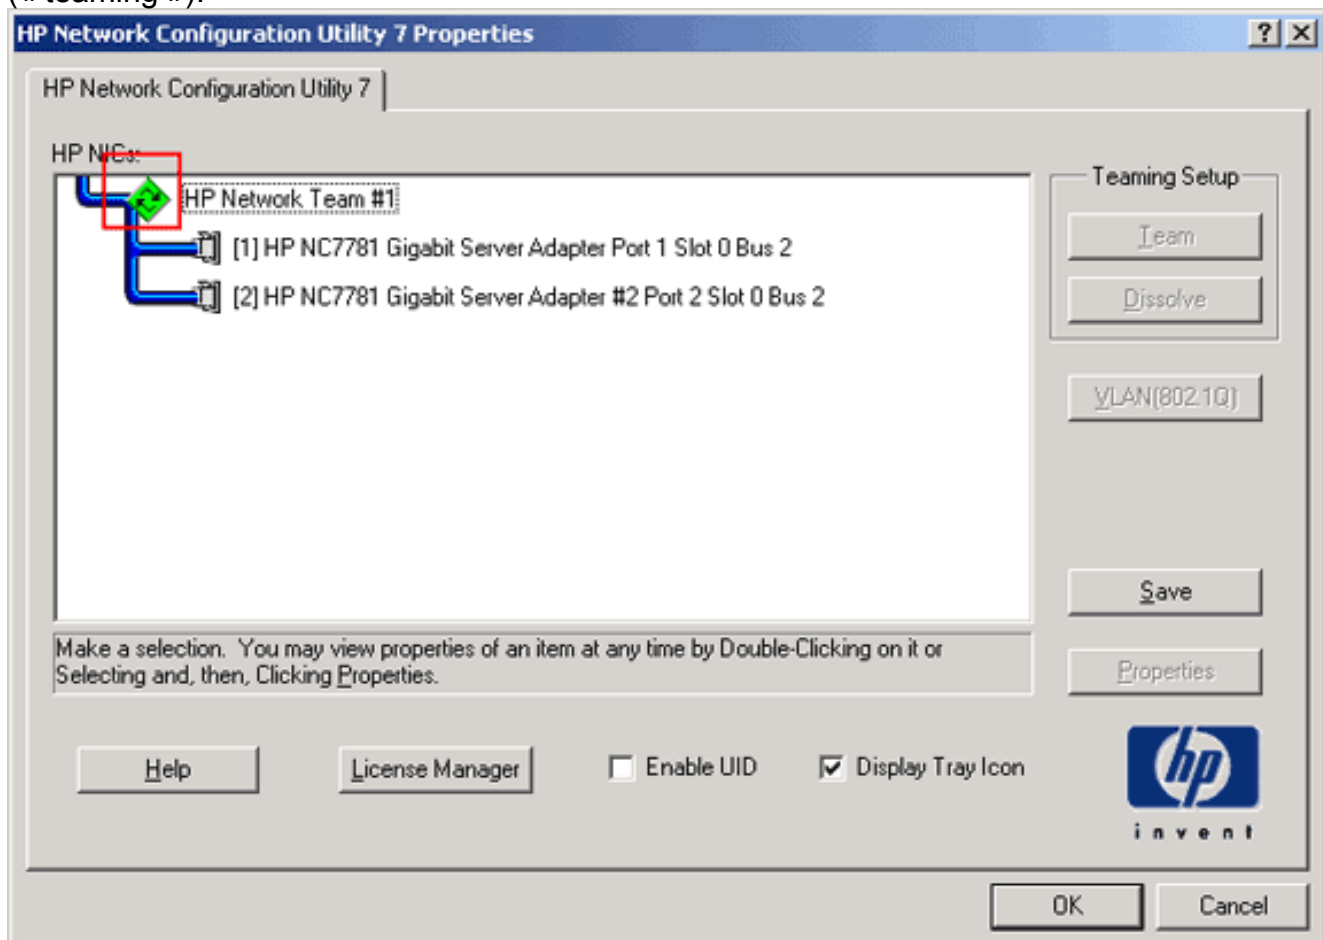 (« teaming »).
HP Network Configuration Utility 7 Properties
HP Network Configuration Utility 7
HP NICs:
HP Network Team #1
[1] HP NC7781 Gigabit Server Adapter Port 1 Slot 0 Bus 2
[2] HP NC7781 Gigabit Server Adapter #2 Port 2 Slot 0 Bus 2
Teaming Setup
Team
Dissolve
VLAN(802.1Q)
Save
Make a selection. You may view properties of an item at any time by Double-Clicking on it or
Selecting and, then, Clicking Properties.
Properties
Help
License Manager
Enable UID
Display Tray Icon
hp
invent
OK
Cancel